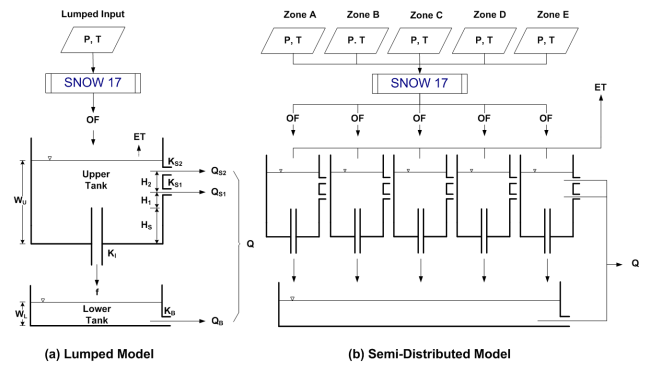 Lumped Input
P, T
SNOW 17
OF
ET
Upper
Tank
W_U
K_S2
Q_S2
H_2
K_S1
Q_S1
H_1
H_S
K_I
f
Lower
Tank
W_L
K_B
Q_B
Q
(a) Lumped Model
Zone A Zone B Zone C Zone D Zone E
P, T P. T P, T P, T P, T
SNOW 17
ET
OF OF OF OF OF
Q
(b) Semi-Distributed Model